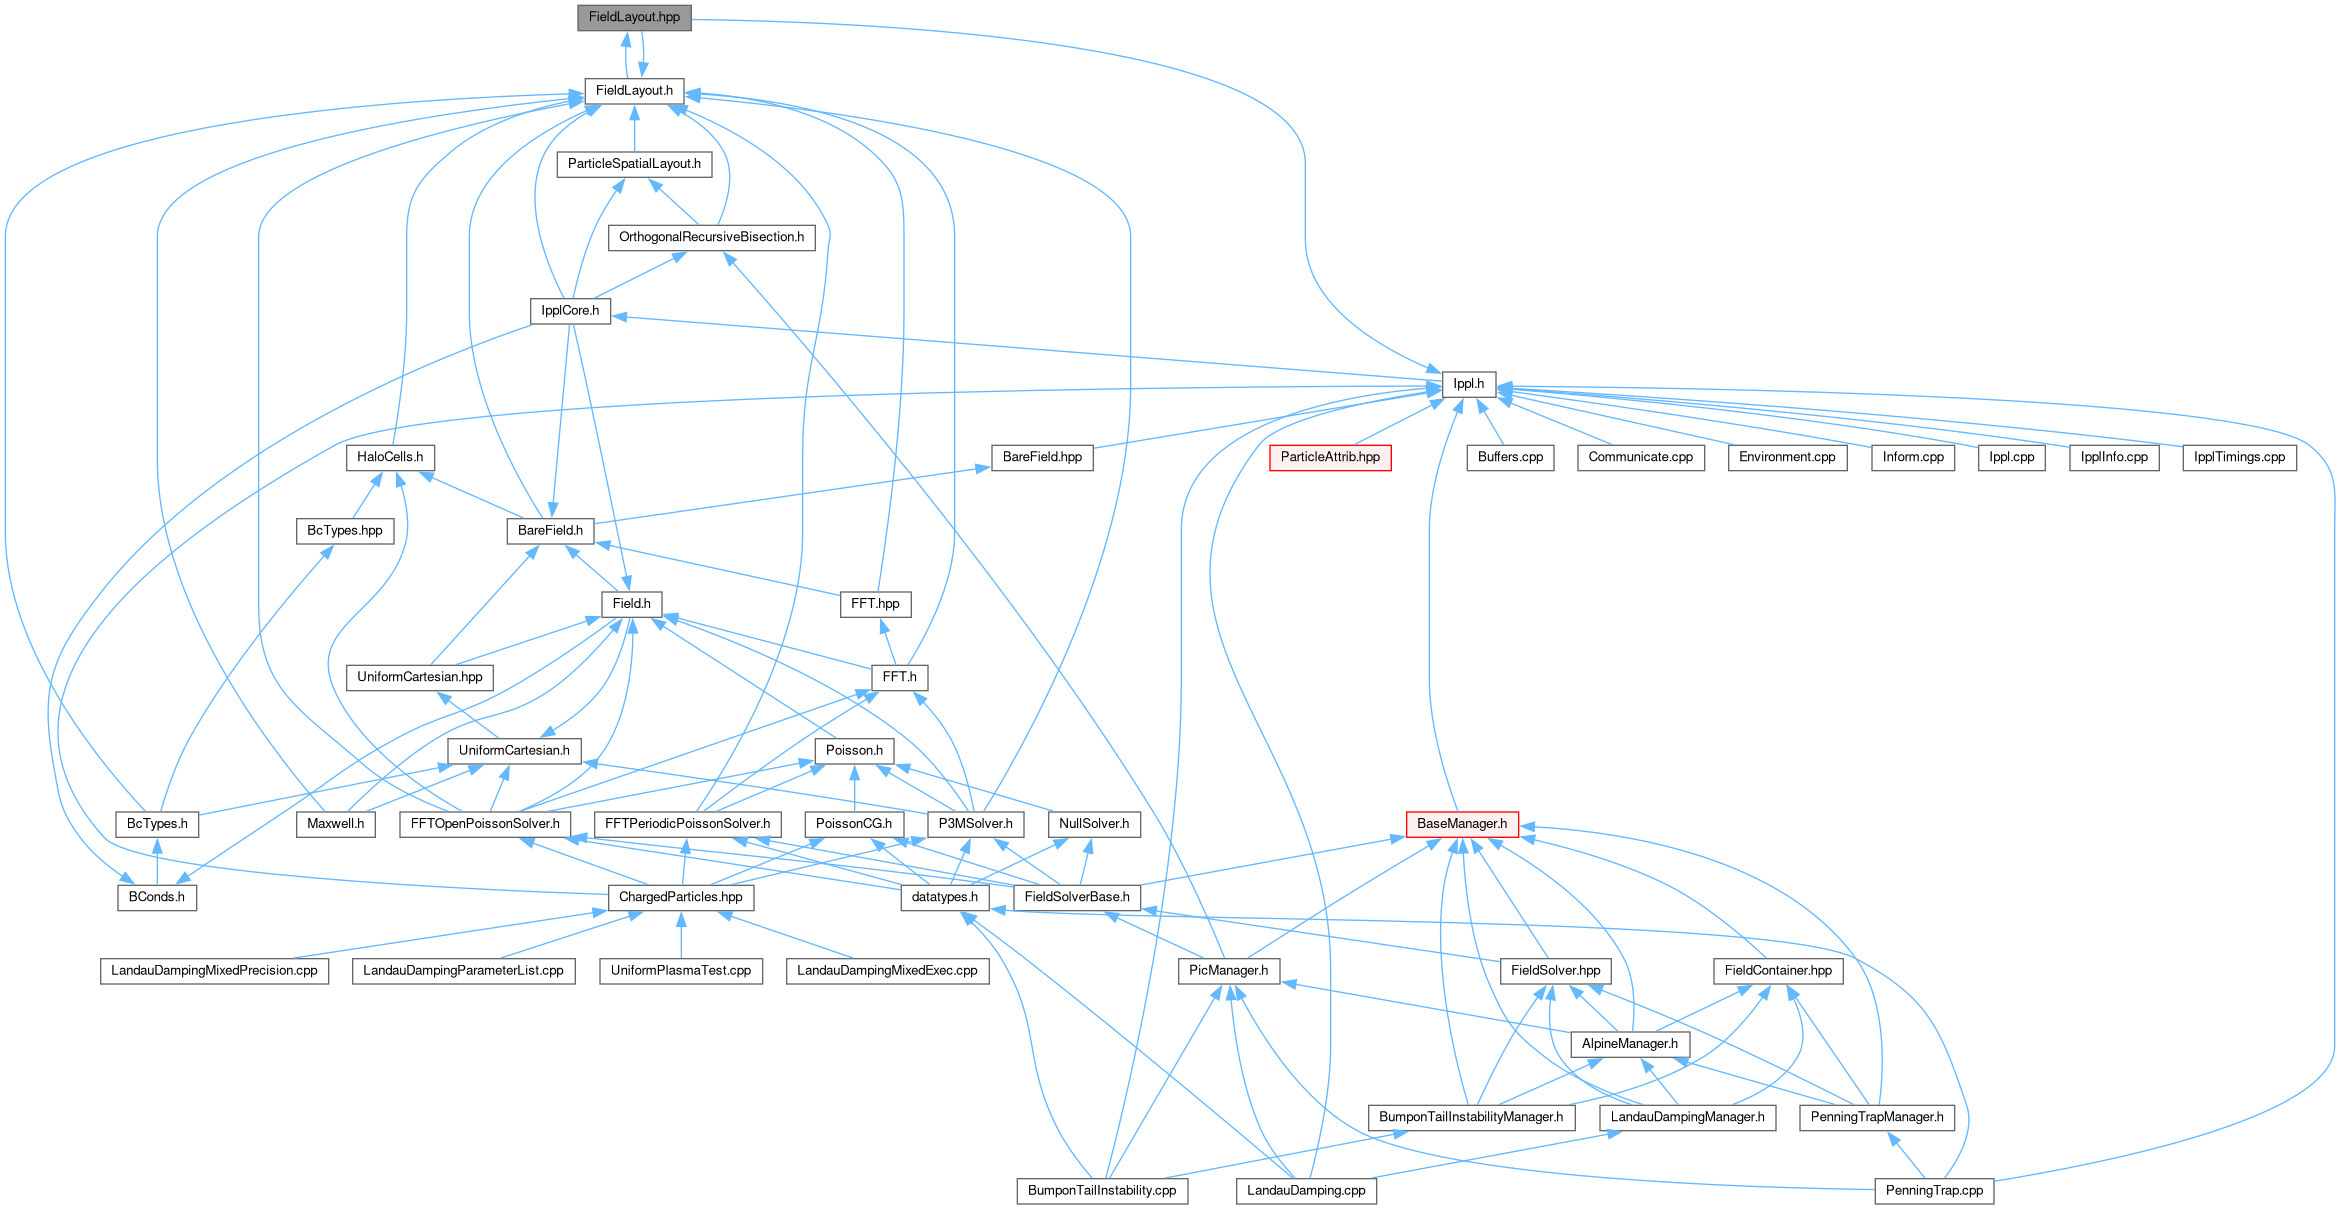 FieldLayout.hpp
FieldLayout.h
ParticleSpatialLayout.h
OrthogonalRecursiveBisection.h
IpplCore.h
Ippl.h
HaloCells.h
BareField.hpp
ParticleAttrib.hpp
Buffers.cpp
Communicate.cpp
Environment.cpp
Inform.cpp
Ippl.cpp
IpplInfo.cpp
IpplTimings.cpp
BcTypes.hpp
BareField.h
Field.h
FFT.hpp
UniformCartesian.hpp
FFT.h
UniformCartesian.h
Poisson.h
BcTypes.h
Maxwell.h
FFTOpenPoissonSolver.h
FFTPeriodicPoissonSolver.h
PoissonCG.h
P3MSolver.h
NullSolver.h
BaseManager.h
BConds.h
ChargedParticles.hpp
datatypes.h
FieldSolverBase.h
LandauDampingMixedPrecision.cpp
LandauDampingParameterList.cpp
UniformPlasmaTest.cpp
LandauDampingMixedExec.cpp
PicManager.h
FieldSolver.hpp
FieldContainer.hpp
AlpineManager.h
BumponTailInstabilityManager.h
LandauDampingManager.h
PenningTrapManager.h
BumponTailInstability.cpp
LandauDamping.cpp
PenningTrap.cpp